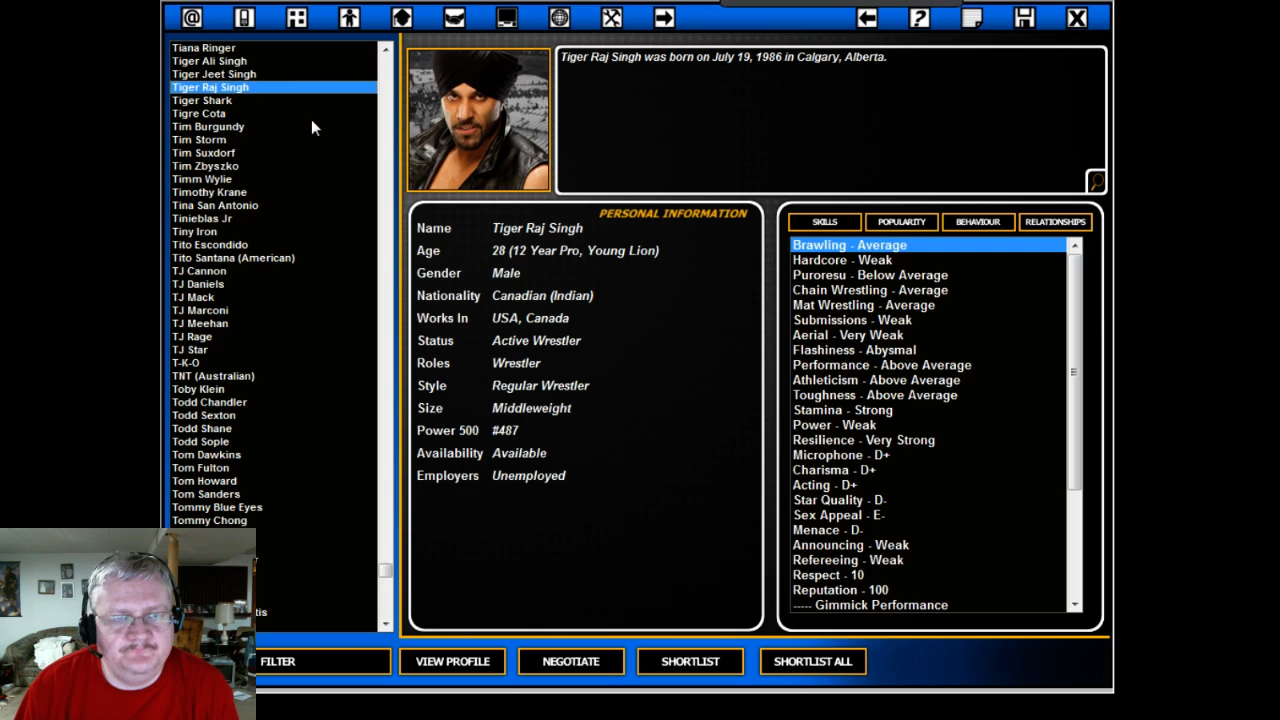 Tiana Ringer
Tiger Ali Singh
Tiger Jeet Singh
Tiger Raj Singh
Tiger Shark
Tigre Cota
Tim Burgundy
Tim Storm
Tim Suxdorf
Tim Zbyszko
Timm Wylie
Timothy Krane
Tina San Antonio
Tinieblas Jr
Tiny Iron
Tito Escondido
Tito Santana (American)
TJ Cannon
TJ Daniels
TJ Mack
TJ Marconi
TJ Meehan
TJ Rage
TJ Star
T-K-O
TNT (Australian)
Toby Klein
Todd Chandler
Todd Sexton
Todd Shane
Todd Sople
Tom Dawkins
Tom Fulton
Tom Howard
Tom Sanders
Tommy Blue Eyes
Tommy Chong
FILTER
Tiger Raj Singh was born on July 19, 1986 in Calgary, Alberta.
PERSONAL INFORMATION
Name Tiger Raj Singh
Age 28 (12 Year Pro, Young Lion)
Gender Male
Nationality Canadian (Indian)
Works In USA, Canada
Status Active Wrestler
Roles Wrestler
Style Regular Wrestler
Size Middleweight
Power 500 #487
Availability Available
Employers Unemployed
SKILLS POPULARITY BEHAVIOUR RELATIONSHIPS
Brawling - Average
Hardcore - Weak
Puroresu - Below Average
Chain Wrestling - Average
Mat Wrestling - Average
Submissions - Weak
Aerial - Very Weak
Flashiness - Abysmal
Performance - Above Average
Athleticism - Above Average
Toughness - Above Average
Stamina - Strong
Power - Weak
Resilience - Very Strong
Microphone - D+
Charisma - D+
Acting - D+
Star Quality - D-
Sex Appeal - E-
Menace - D-
Announcing - Weak
Refereeing - Weak
Respect - 10
Reputation - 100
----- Gimmick Performance
VIEW PROFILE NEGOTIATE SHORTLIST SHORTLIST ALL